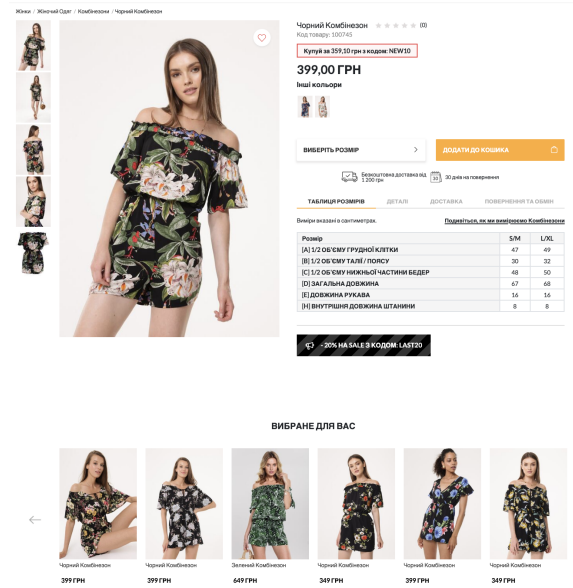 Жінки / Жіночий Одяг / Комбінезони / Чорний Комбінезон
Чорний Комбінезон (0)
Код товару: 100745
Купуй за 359,10 грн з кодом: NEW10
399,00 ГРН
Інші кольори
ВИБЕРІТЬ РОЗМІР
ДОДАТИ ДО КОШИКА
Безкоштовна доставка від
1 200 грн
30
30 днів на повернення
ТАБЛИЦЯ РОЗМІРІВ ДЕТАЛІ ДОСТАВКА ПОВЕРНЕННЯ ТА ОБМІН
Виміри вказані в сантиметрах. Подивіться, як ми вимірюємо Комбінезони
Розмір S/M L/XL
[A] 1/2 ОБ'ЄМУ ГРУДНОЇ КЛІТКИ 47 49
[B] 1/2 ОБ'ЄМУ ТАЛІЇ / ПОЯСУ 30 32
[C] 1/2 ОБ'ЄМУ НИЖНЬОЇ ЧАСТИНИ БЕДЕР 48 50
[D] ЗАГАЛЬНА ДОВЖИНА 67 68
[E] ДОВЖИНА РУКАВА 16 16
[H] ВНУТРІШНЯ ДОВЖИНА ШТАНИНИ 8 8
- 20% НА SALE З КОДОМ: LAST20
ВИБРАНЕ ДЛЯ ВАС
Чорний Комбінезон Чорний Комбінезон Зелений Комбінезон Чорний Комбінезон Чорний Комбінезон Чорний Комбінезон
399 ГРН 399 ГРН 649 ГРН 349 ГРН 399 ГРН 349 ГРН